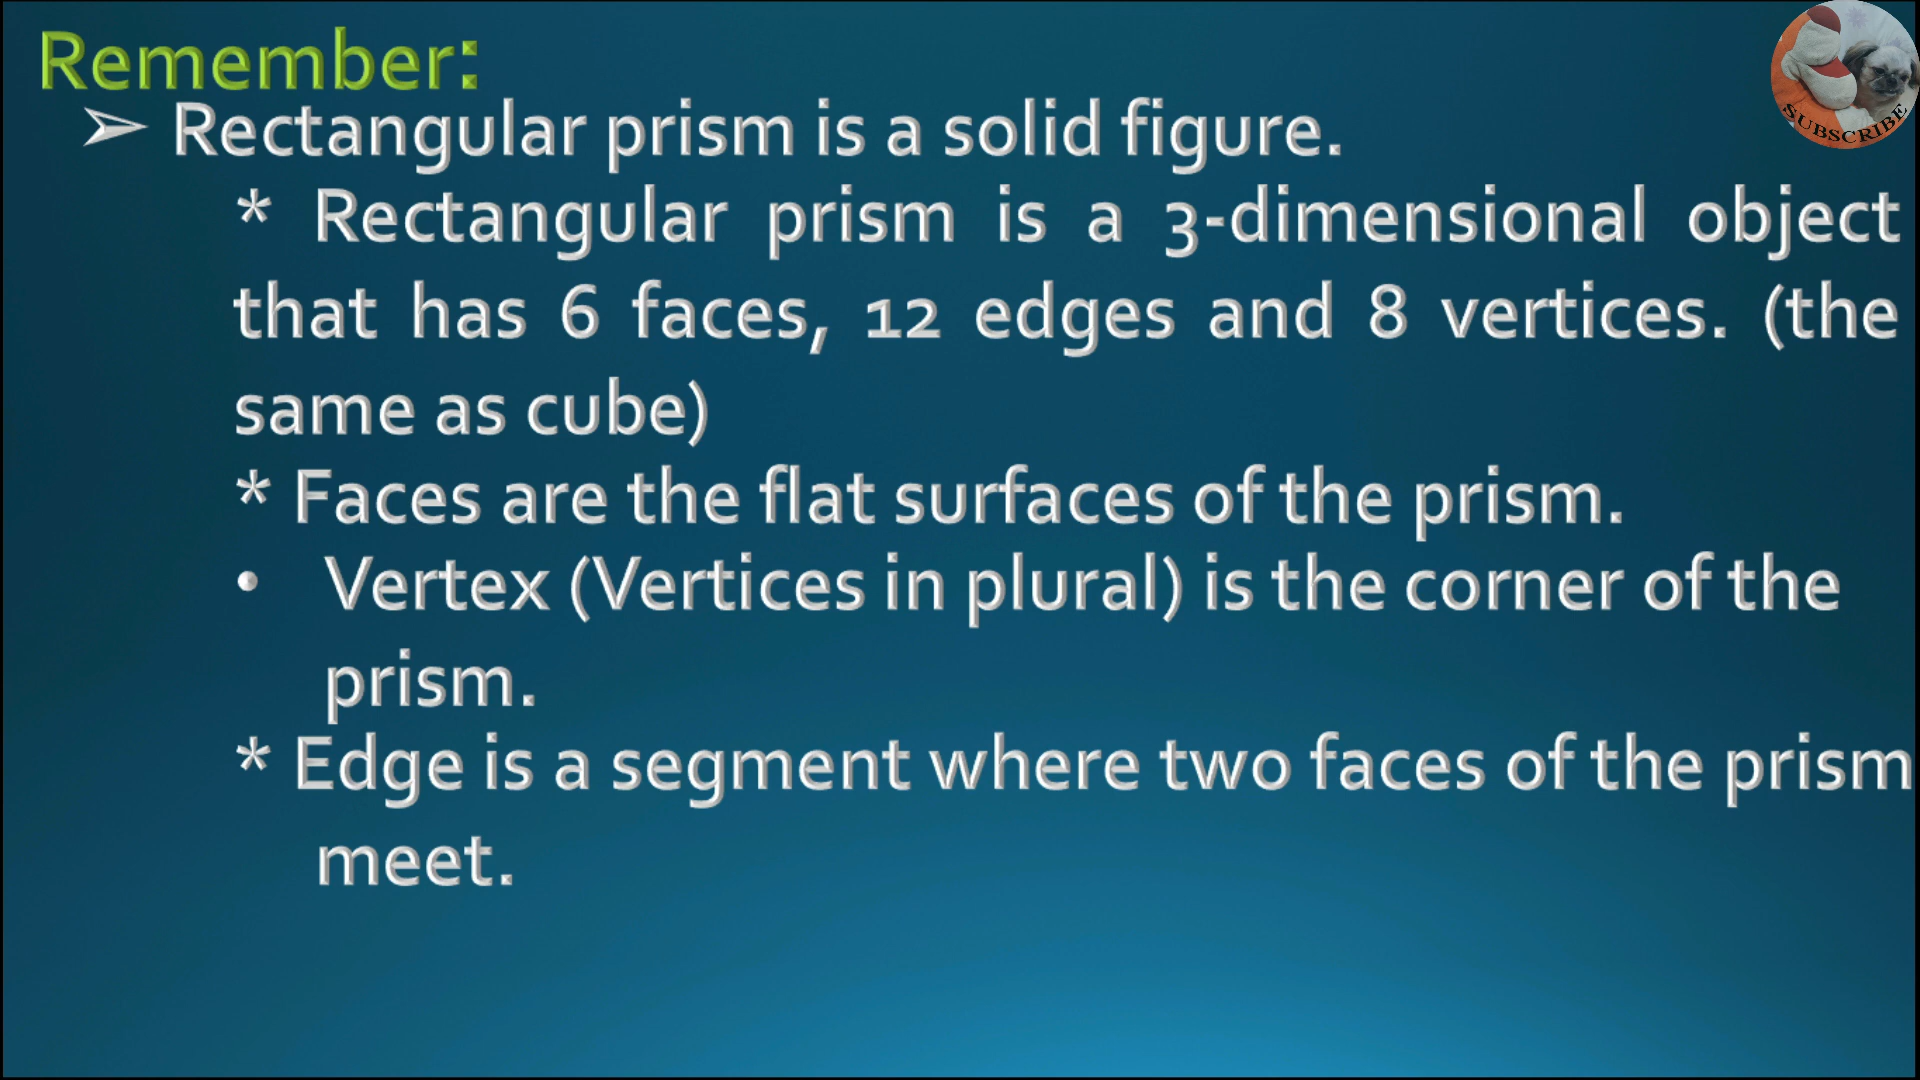 Remember:
➢ Rectangular prism is a solid figure.
* Rectangular prism is a 3-dimensional object
that has 6 faces, 12 edges and 8 vertices. (the
same as cube)
* Faces are the flat surfaces of the prism.
• Vertex (Vertices in plural) is the corner of the
prism.
* Edge is a segment where two faces of the prism
meet.
SUBSCRIBE